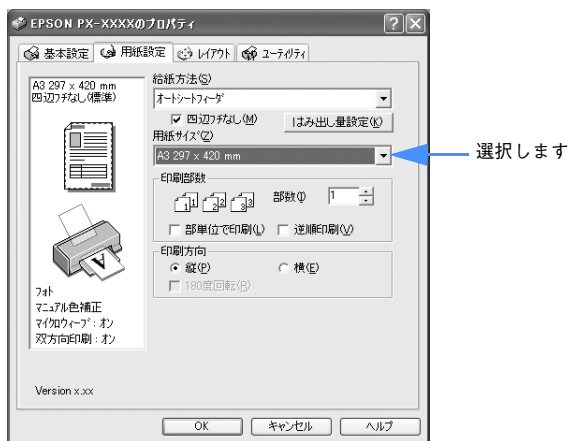 EPSON PX-XXXXのプロパティ
基本設定 用紙設定 レイアウト ユーティリティ
A3 297 x 420 mm
四辺フチなし(標準)
フォト
マニュアル色補正
マイクロウィーブ：オン
双方向印刷：オン
Version x.xx
給紙方法(S)
オートシートフィーダ
四辺フチなし(M) はみ出し量設定(K)
用紙サイズ(Z)
A3 297 x 420 mm
選択します
印刷部数
1 1 2 2 3 3 部数(I) 1
部単位で印刷(L) 逆順印刷(V)
印刷方向
縦(P) 横(E)
180度回転(R)
OK キャンセル ヘルプ